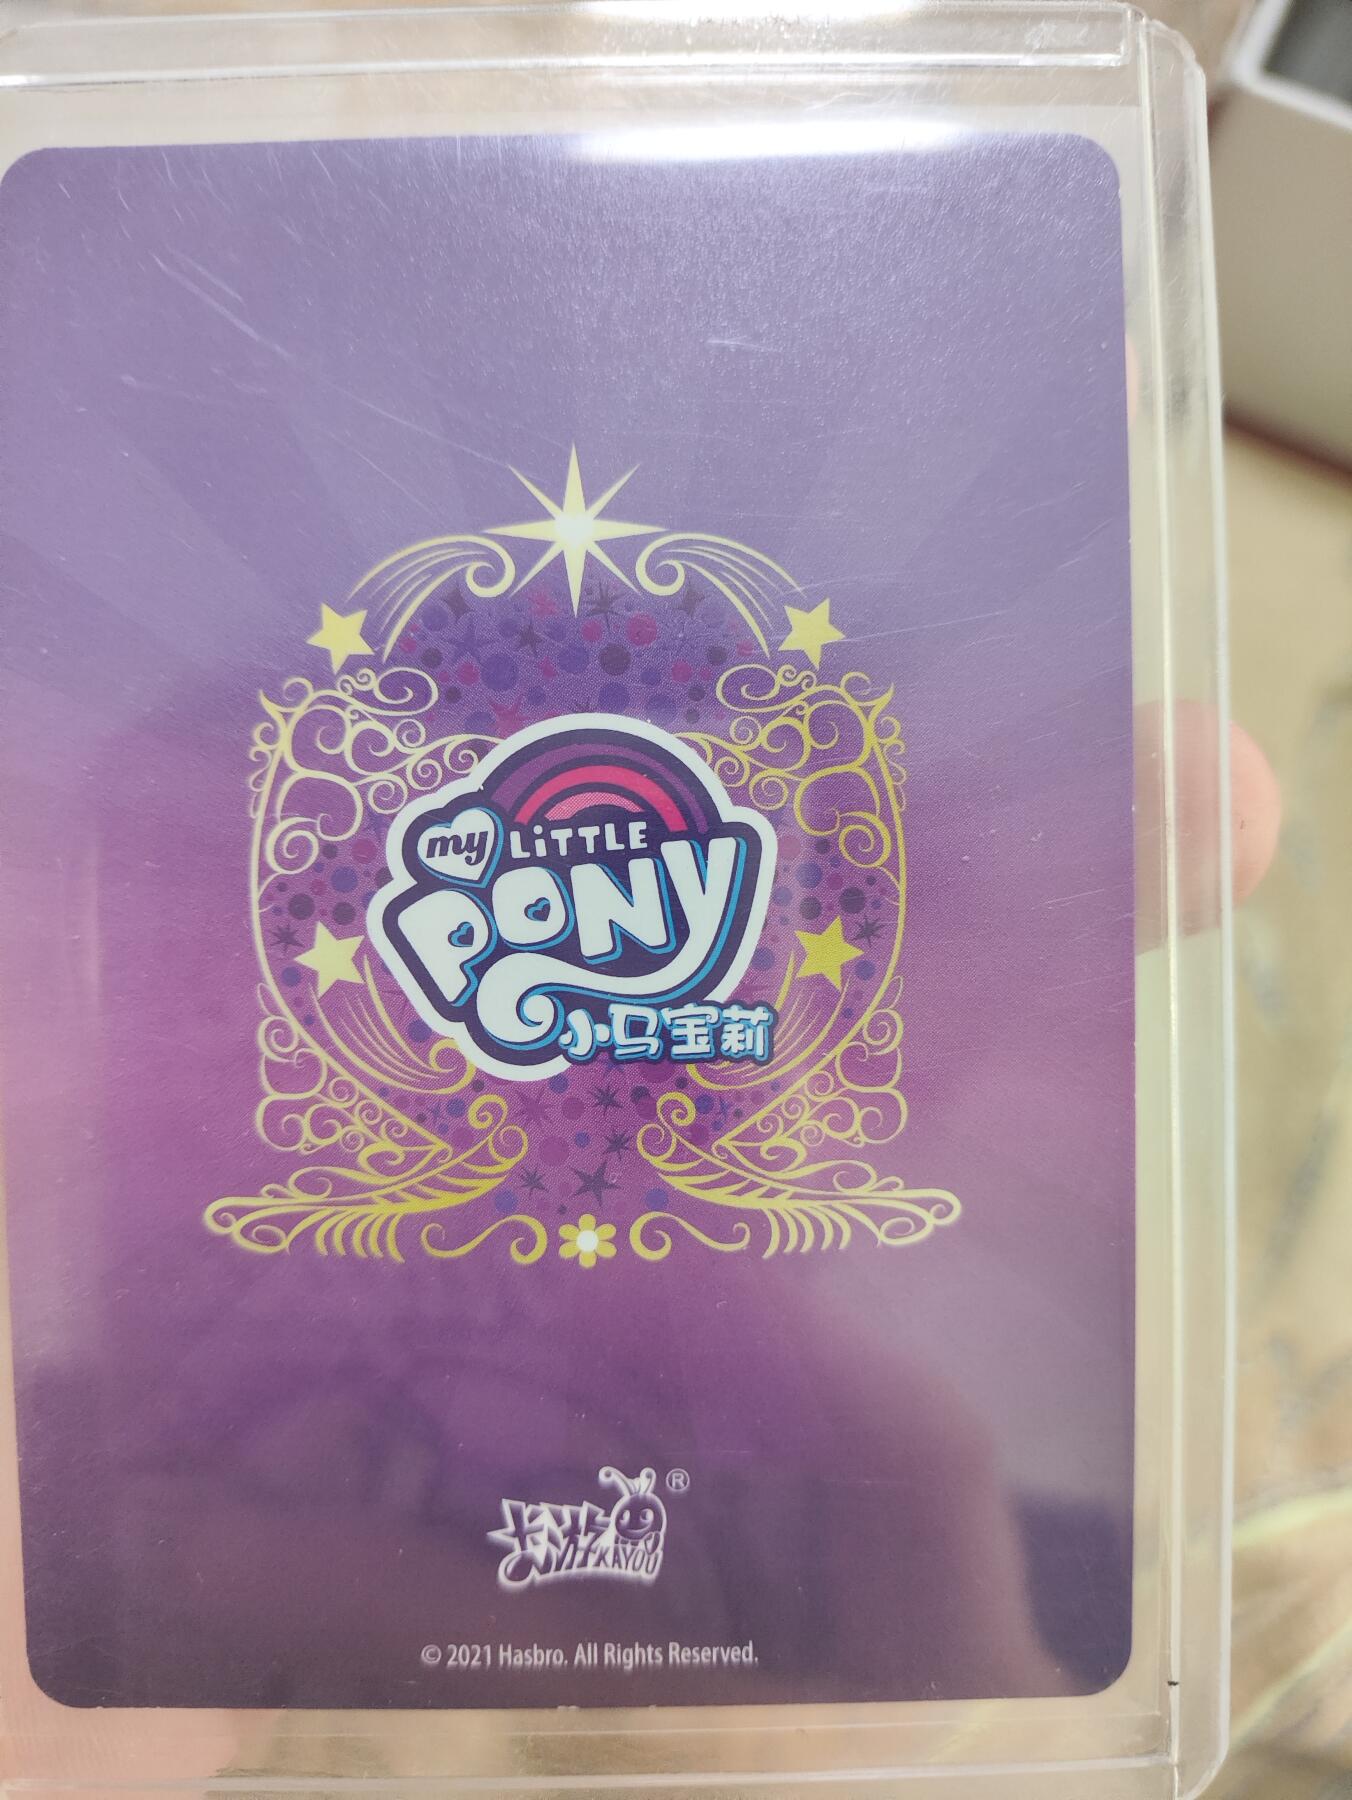 my LiTTLE
PONY
小马宝莉
卡游 KAYOU ®
© 2021 Hasbro. All Rights Reserved.